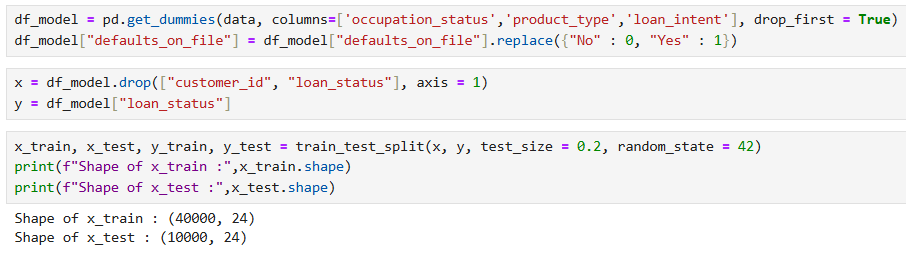 df_model = pd.get_dummies(data, columns=['occupation_status','product_type','loan_intent'], drop_first = True)
df_model["defaults_on_file"] = df_model["defaults_on_file"].replace({"No" : 0, "Yes" : 1})
x = df_model.drop(["customer_id", "loan_status"], axis = 1)
y = df_model["loan_status"]
x_train, x_test, y_train, y_test = train_test_split(x, y, test_size = 0.2, random_state = 42)
print(f"Shape of x_train :",x_train.shape)
print(f"Shape of x_test :",x_test.shape)
Shape of x_train : (40000, 24)
Shape of x_test : (10000, 24)